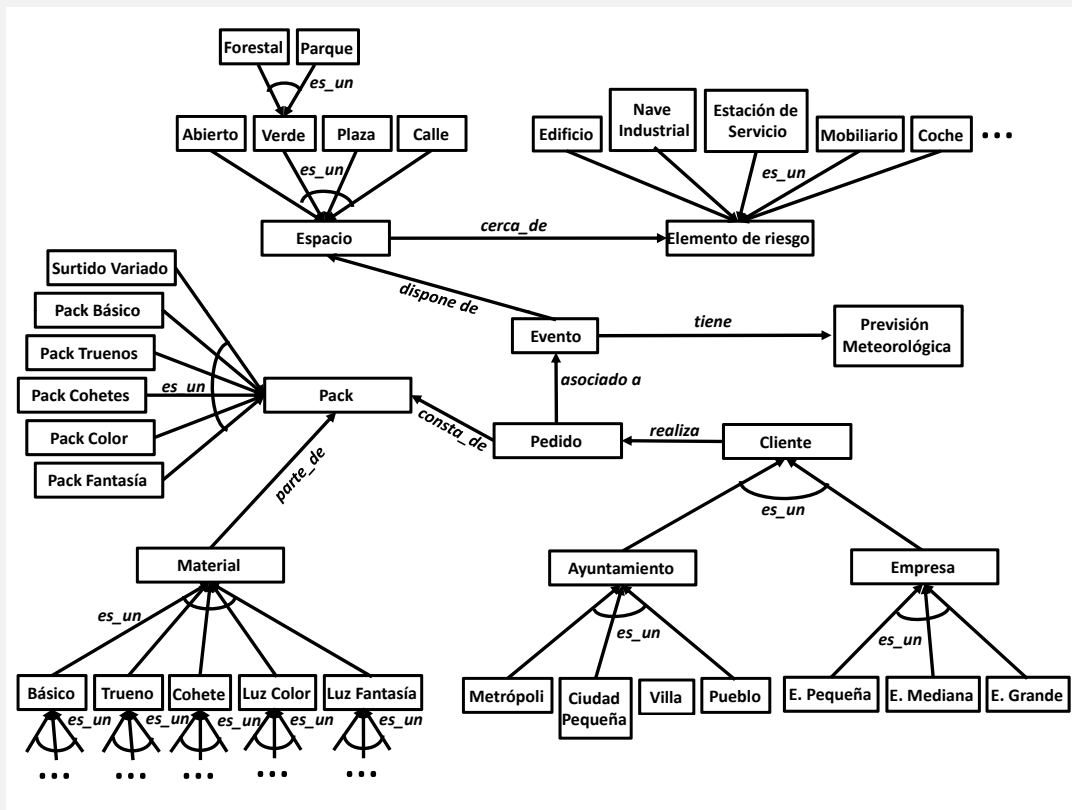 Forestal
Parque
es_un
Abierto
Verde
Plaza
Calle
es_un
Edificio
Nave
Industrial
Estación de
Servicio
Mobiliario
Coche
...
es_un
Espacio
cerca_de
Elemento de riesgo
Surtido Variado
Pack Básico
Pack Truenos
Pack Cohetes
Pack Color
Pack Fantasía
es_un
Pack
dispone de
Evento
tiene
Previsión
Meteorológica
asociado a
consta_de
Pedido
realiza
Cliente
es_un
parte_de
Material
es_un
Ayuntamiento
es_un
Empresa
es_un
Básico
Trueno
Cohete
Luz Color
Luz Fantasía
es_un
es_un
es_un
es_un
es_un
...
...
...
...
...
Metrópoli
Ciudad
Pequeña
Villa
Pueblo
E. Pequeña
E. Mediana
E. Grande